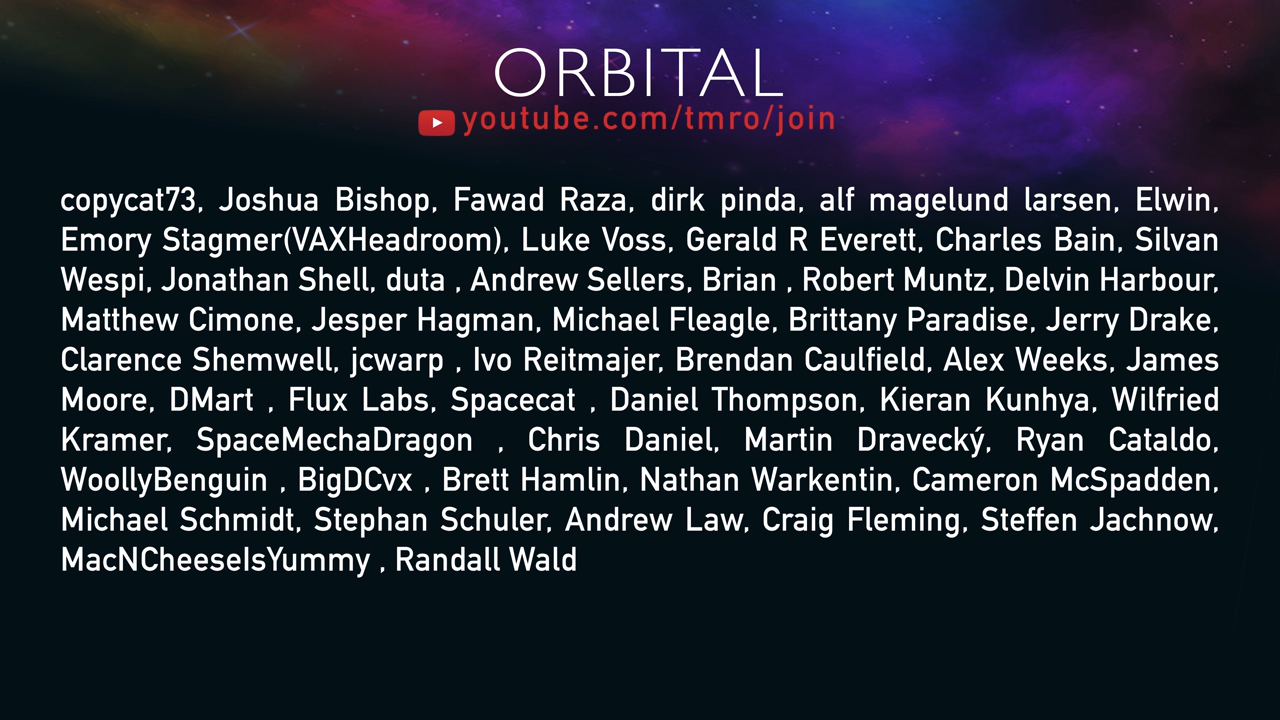 ORBITAL
youtube.com/tmro/join
copycat73, Joshua Bishop, Fawad Raza, dirk pinda, alf magelund larsen, Elwin,
Emory Stagmer(VAXHeadroom), Luke Voss, Gerald R Everett, Charles Bain, Silvan
Wespi, Jonathan Shell, duta , Andrew Sellers, Brian , Robert Muntz, Delvin Harbour,
Matthew Cimone, Jesper Hagman, Michael Fleagle, Brittany Paradise, Jerry Drake,
Clarence Shemwell, jcwarp , Ivo Reitmajer, Brendan Caulfield, Alex Weeks, James
Moore, DMart , Flux Labs, Spacecat , Daniel Thompson, Kieran Kunhya, Wilfried
Kramer, SpaceMechaDragon , Chris Daniel, Martin Dravecký, Ryan Cataldo,
WoollyBenguin , BigDCvx , Brett Hamlin, Nathan Warkentin, Cameron McSpadden,
Michael Schmidt, Stephan Schuler, Andrew Law, Craig Fleming, Steffen Jachnow,
MacNCheeseIsYummy , Randall Wald